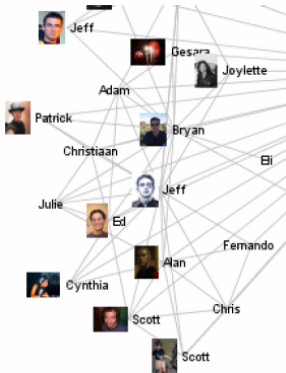 Jeff
Gesara
Joylette
Adam
Patrick
Bryan
Christiaan
Eli
Jeff
Julie
Ed
Fernando
Alan
Cynthia
Chris
Scott
Scott